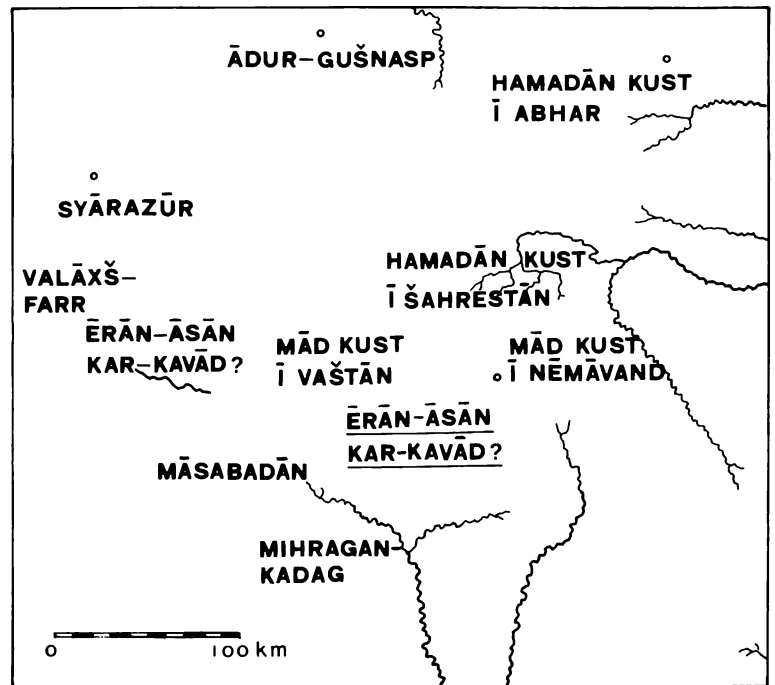 ĀDUR–GUŠNASP
HAMADĀN KUST
Ī ABHAR
SYĀRAZŪR
HAMADĀN KUST
Ī ŠAHRESTĀN
VALĀXŠ–
FARR
ĒRĀN–ĀSĀN
KAR–KAVĀD?
MĀD KUST
Ī VAŠTĀN
MĀD KUST
Ī NĒMĀVAND
ĒRĀN–ĀSĀN
KAR–KAVĀD?
MĀSABADĀN
MIHRAGAN–
KADAG
0 100 km